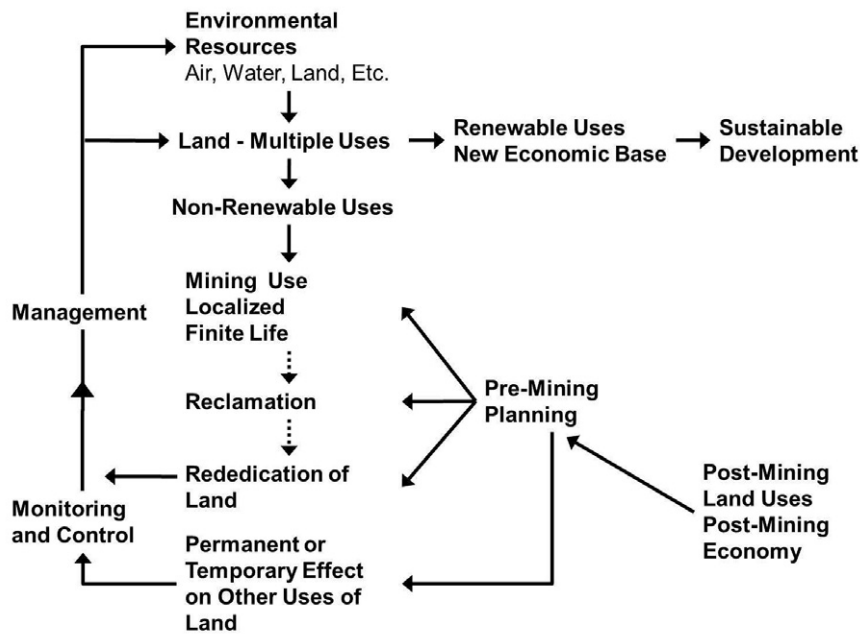 Environmental
Resources
Air, Water, Land, Etc.
Land - Multiple Uses
Renewable Uses
New Economic Base
Sustainable
Development
Non-Renewable Uses
Mining Use
Localized
Finite Life
Management
Reclamation
Pre-Mining
Planning
Rededication of
Land
Post-Mining
Land Uses
Post-Mining
Economy
Monitoring
and Control
Permanent or
Temporary Effect
on Other Uses of
Land